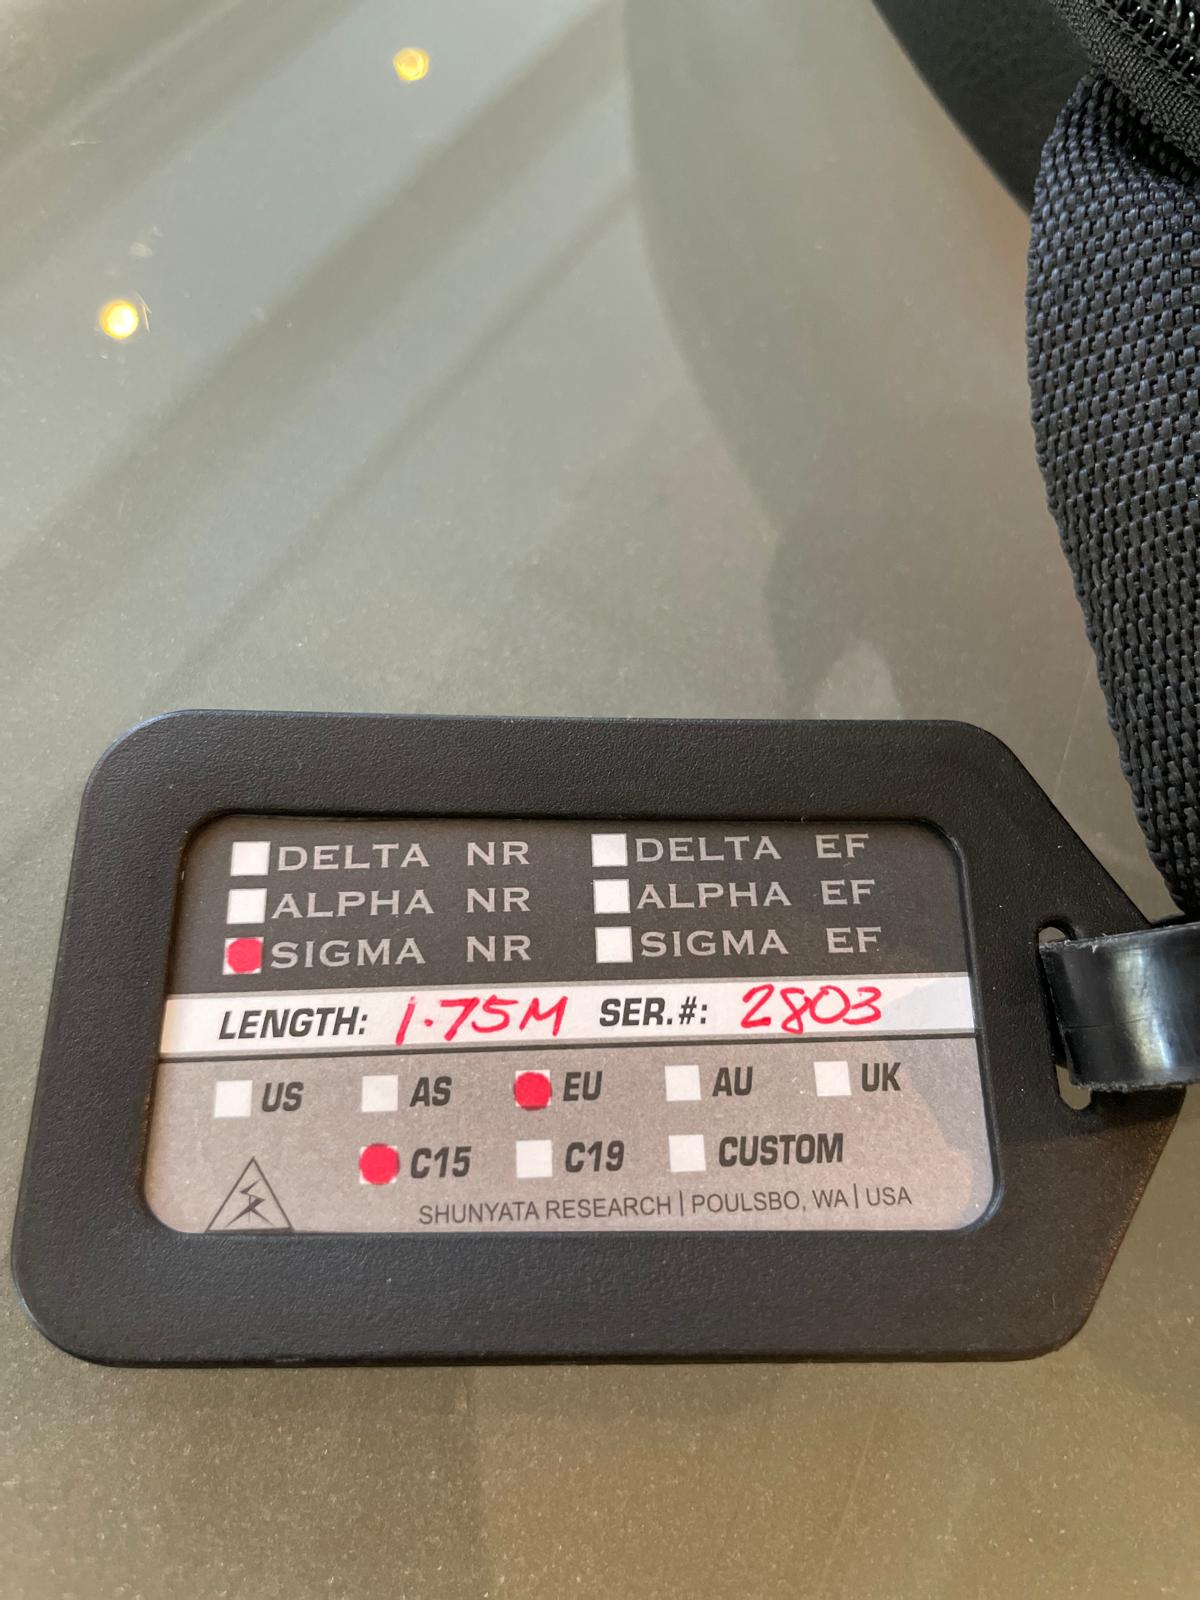 DELTA NR DELTA EF
ALPHA NR ALPHA EF
SIGMA NR SIGMA EF
LENGTH: 1.75M SER.#: 2803
US AS EU AU UK
C15 C19 CUSTOM
SHUNYATA RESEARCH | POULSBO, WA | USA